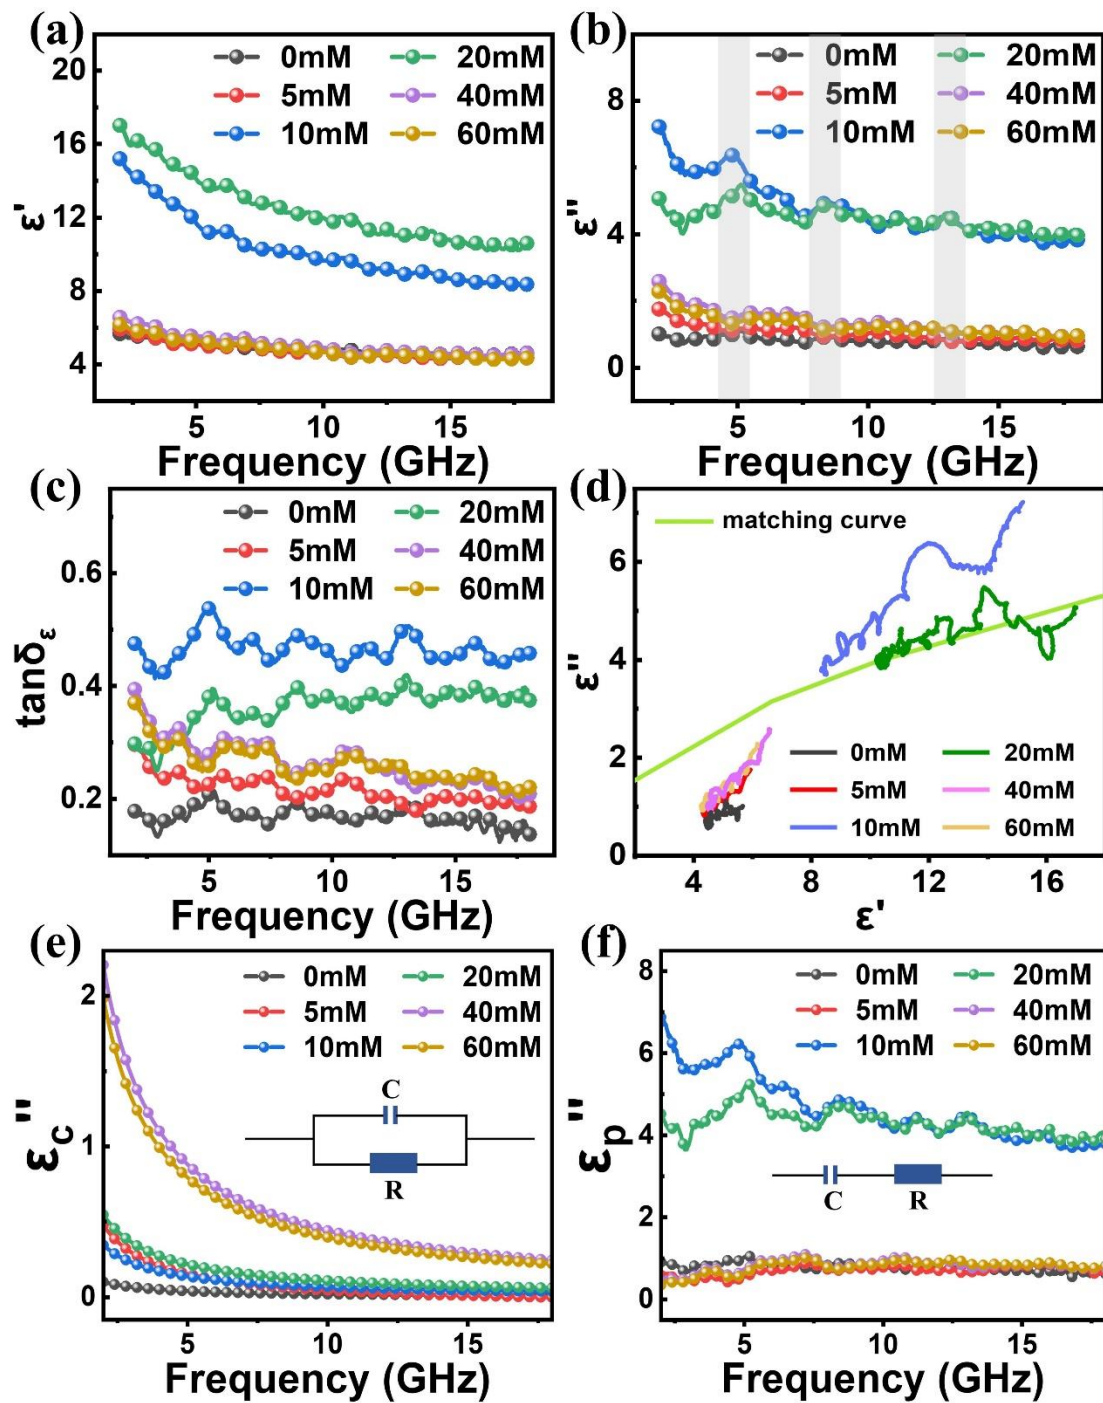 (a)
0mM 20mM
5mM 40mM
10mM 60mM
20
16
12
8
4
ε'
5 10 15
Frequency (GHz)
(b)
0mM 20mM
5mM 40mM
10mM 60mM
8
4
0
ε''
5 10 15
Frequency (GHz)
(c)
0mM 20mM
5mM 40mM
10mM 60mM
0.6
0.4
0.2
tanδε
5 10 15
Frequency (GHz)
(d)
matching curve
8
6
4
2
0
ε''
0mM 20mM
5mM 40mM
10mM 60mM
4 8 12 16
ε'
(e)
0mM 20mM
5mM 40mM
10mM 60mM
2
1
0
εc''
C
R
5 10 15
Frequency (GHz)
(f)
0mM 20mM
5mM 40mM
10mM 60mM
8
6
4
2
0
εp''
C R
5 10 15
Frequency (GHz)